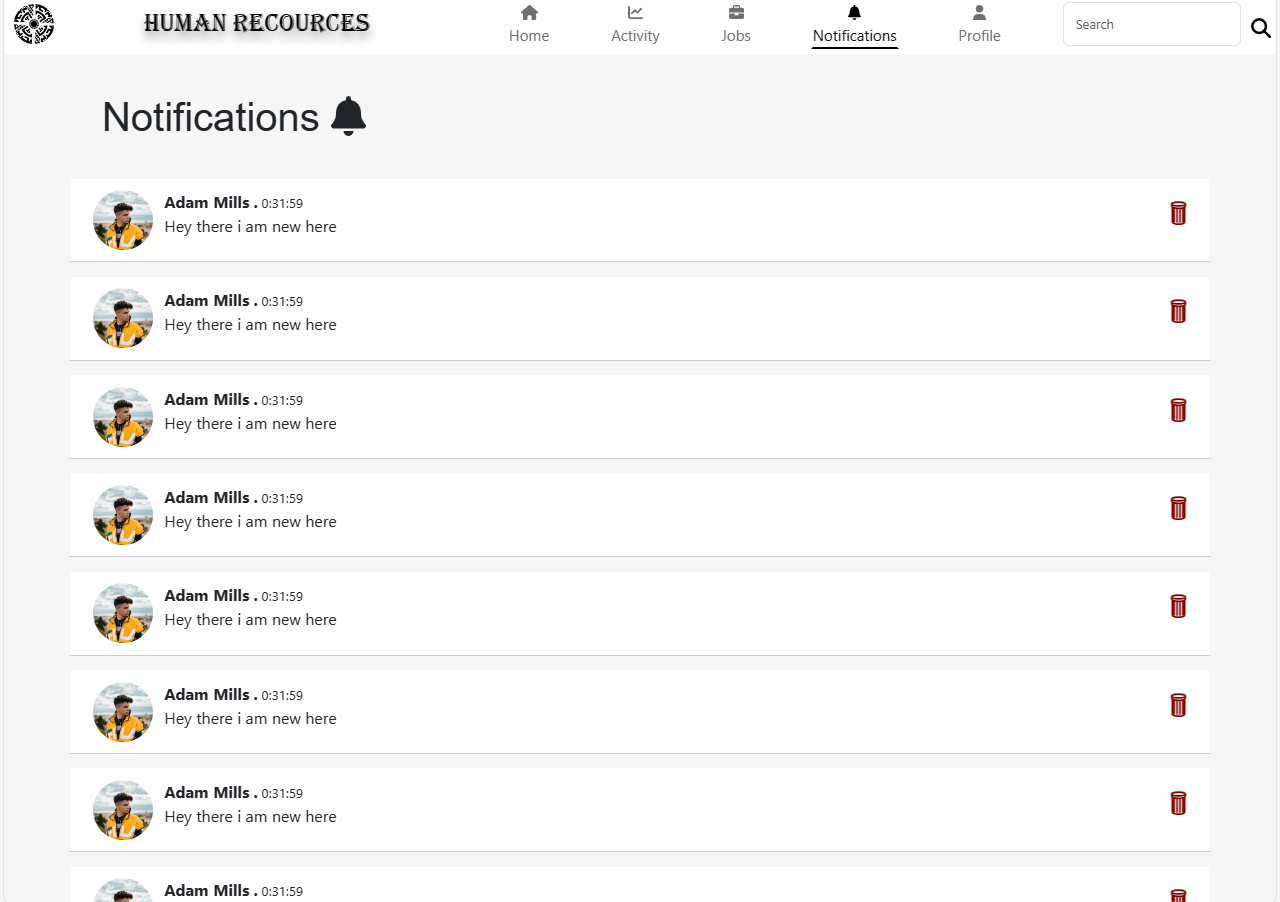 HUMAN RECOURCES
Home
Activity
Jobs
Notifications
Profile
Search
Notifications
Adam Mills . 0:31:59
Hey there i am new here
Adam Mills . 0:31:59
Hey there i am new here
Adam Mills . 0:31:59
Hey there i am new here
Adam Mills . 0:31:59
Hey there i am new here
Adam Mills . 0:31:59
Hey there i am new here
Adam Mills . 0:31:59
Hey there i am new here
Adam Mills . 0:31:59
Hey there i am new here
Adam Mills . 0:31:59